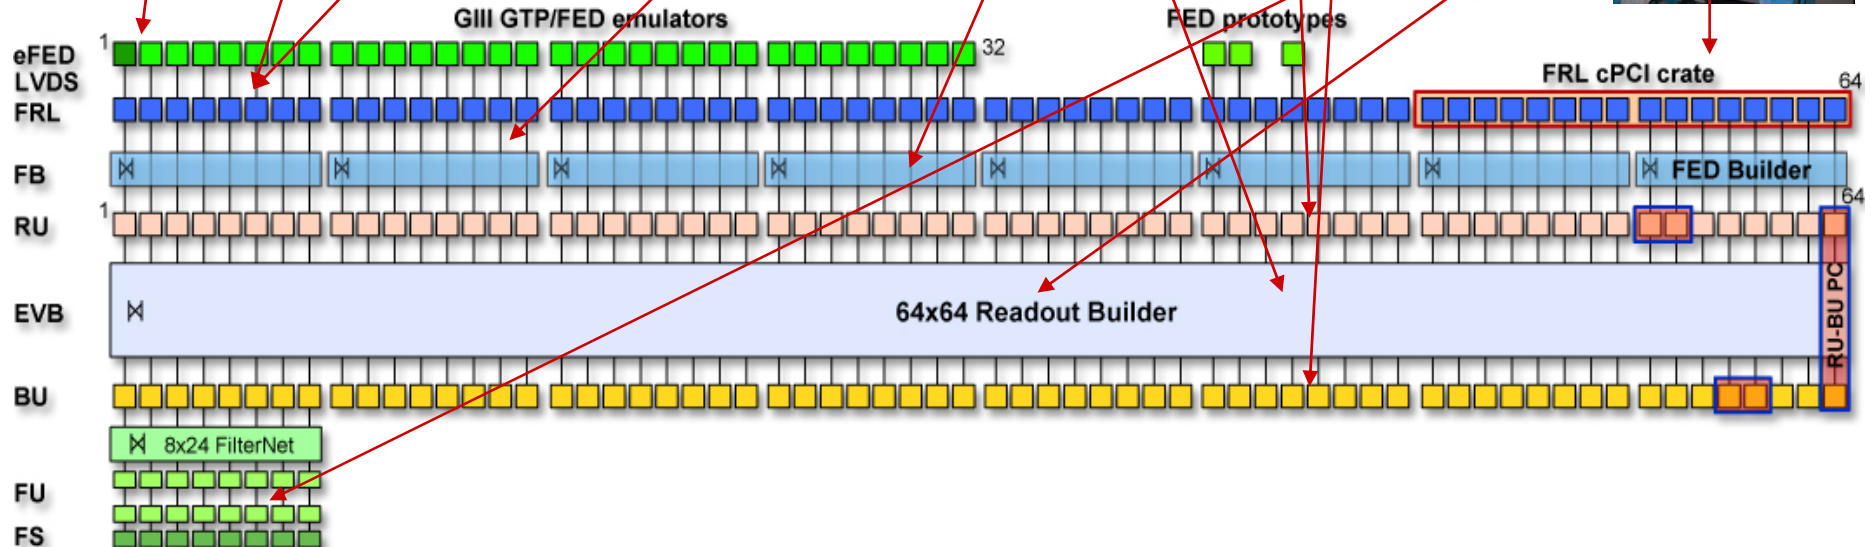 GIII GTP/FED emulators
FED prototypes
1
eFED
32
LVDS
FRL cPCI crate
64
FRL
FB
FED Builder
1
64
RU
EVB
64x64 Readout Builder
RU-BU PC
BU
8x24 FilterNet
FU
FS